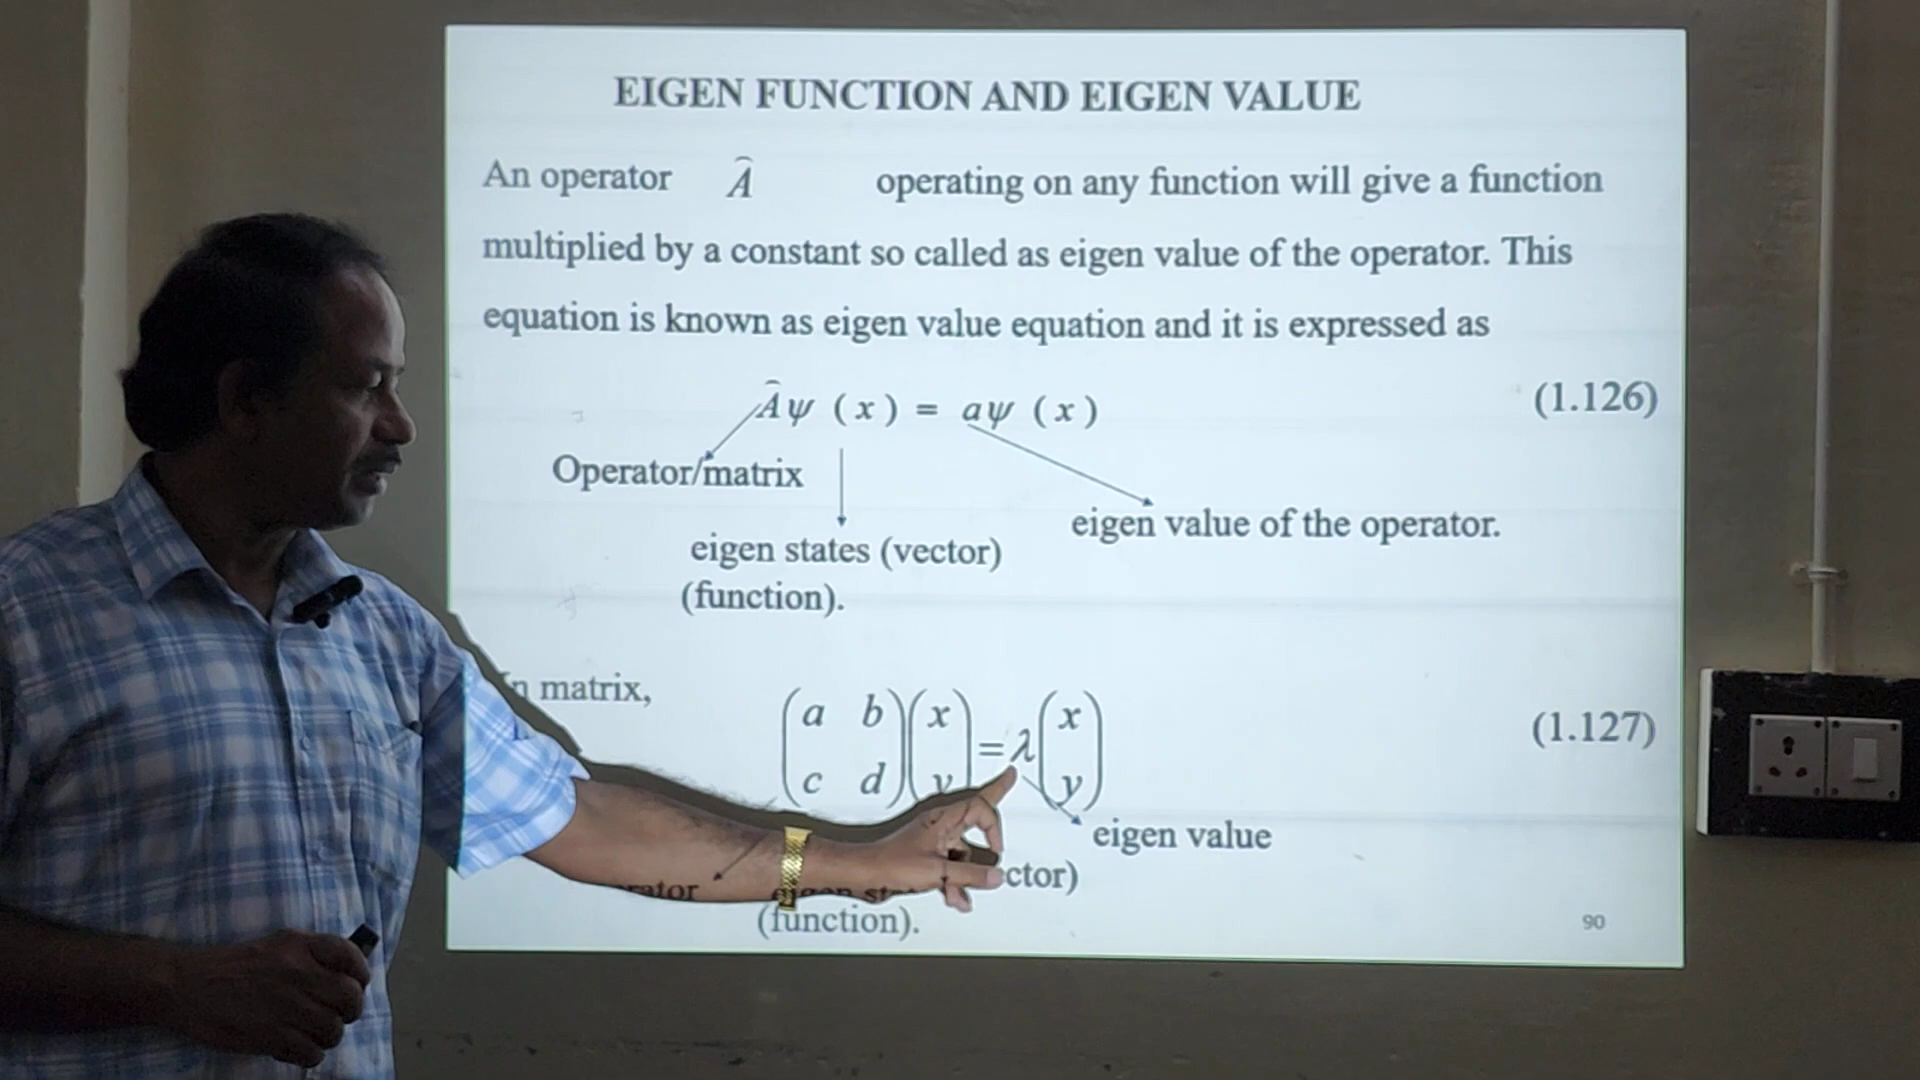 EIGEN FUNCTION AND EIGEN VALUE
An operator Â operating on any function will give a function
multiplied by a constant so called as eigen value of the operator. This
equation is known as eigen value equation and it is expressed as
Âψ (x) = aψ (x) (1.126)
Operator/matrix
eigen value of the operator.
eigen states (vector)
(function).
matrix,
(a b) (x) = λ (x) (1.127)
(c d) (y) (y)
eigen value
(function).
90